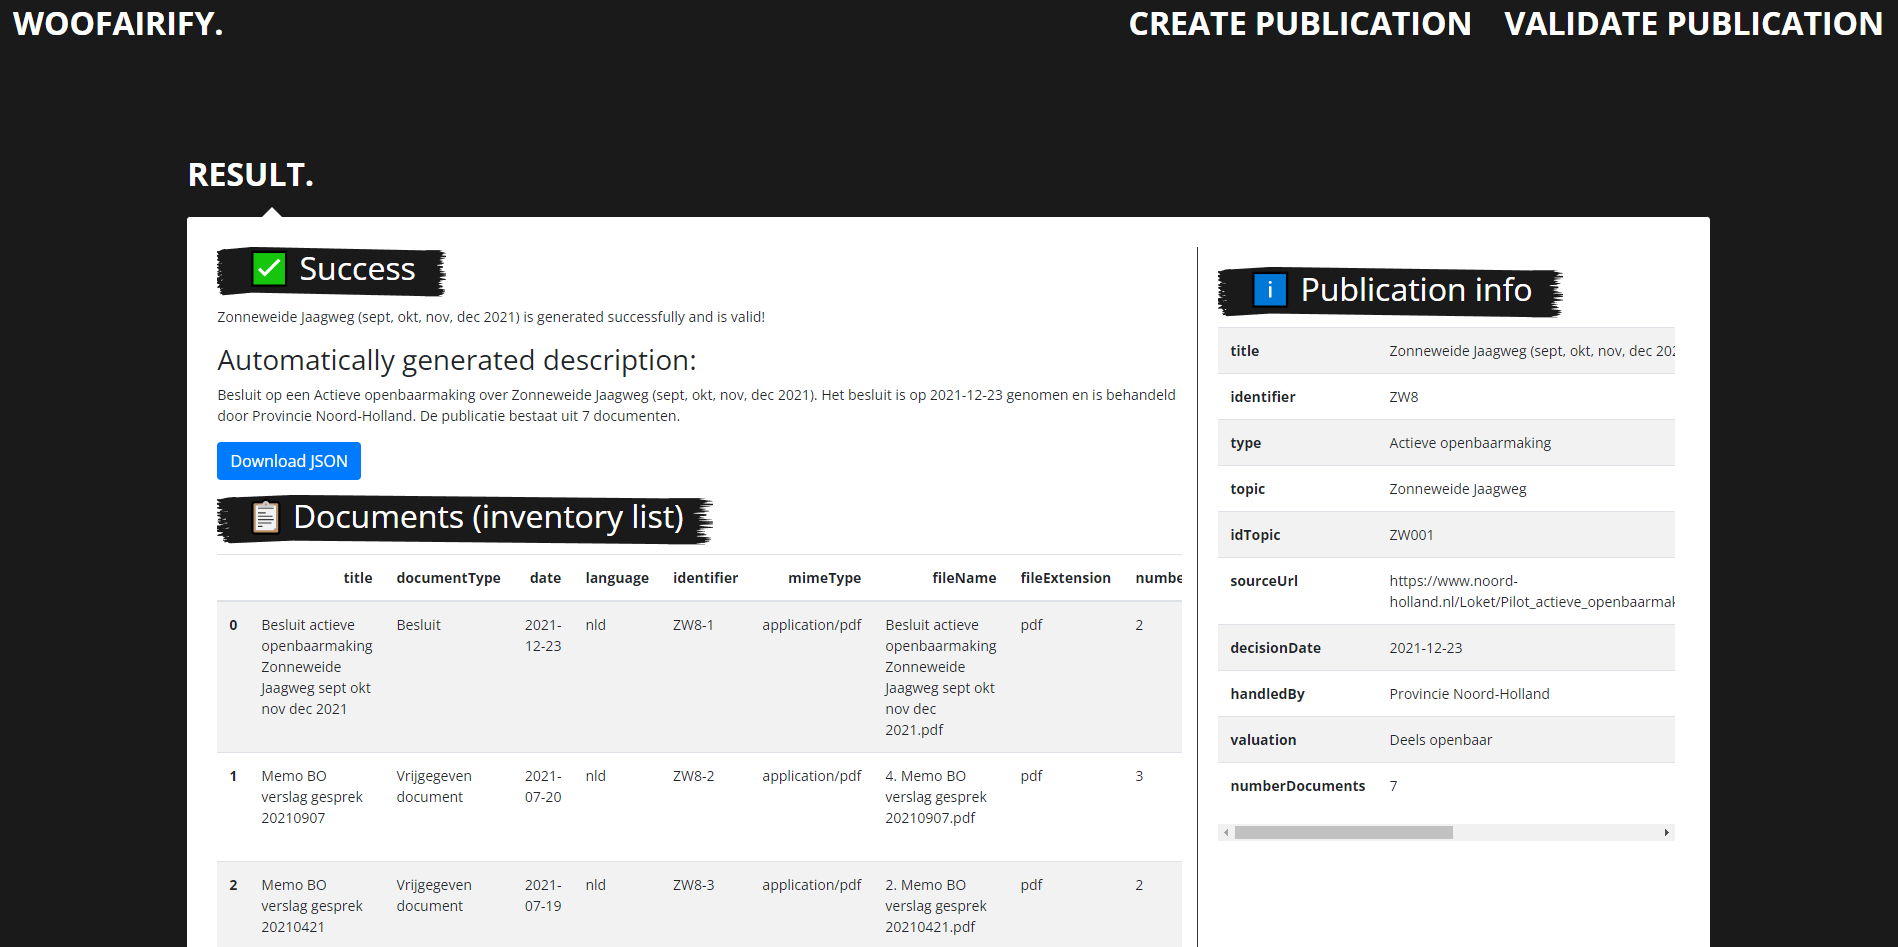 WOOFAIRIFY.
CREATE PUBLICATION
VALIDATE PUBLICATION
RESULT.
Success
Zonneweide Jaagweg (sept, okt, nov, dec 2021) is generated successfully and is valid!
Automatically generated description:
Besluit op een Actieve openbaarmaking over Zonneweide Jaagweg (sept, okt, nov, dec 2021). Het besluit is op 2021-12-23 genomen en is behandeld
door Provincie Noord-Holland. De publicatie bestaat uit 7 documenten.
Download JSON
Documents (inventory list)
title documentType date language identifier mimeType fileName fileExtension numbe
0 Besluit actieve Besluit 2021- nld ZW8-1 application/pdf Besluit actieve pdf 2
openbaarmaking 12-23 openbaarmaking
Zonneweide Zonneweide
Jaagweg sept okt Jaagweg sept okt
nov dec 2021 nov dec
2021.pdf
1 Memo BO Vrijgegeven 2021- nld ZW8-2 application/pdf 4. Memo BO pdf 3
verslag gesprek document 07-20 verslag gesprek
20210907 20210907.pdf
2 Memo BO Vrijgegeven 2021- nld ZW8-3 application/pdf 2. Memo BO pdf 2
verslag gesprek document 07-19 verslag gesprek
20210421 20210421.pdf
Publication info
title Zonneweide Jaagweg (sept, okt, nov, dec 202
identifier ZW8
type Actieve openbaarmaking
topic Zonneweide Jaagweg
idTopic ZW001
sourceUrl https://www.noord-
holland.nl/Loket/Pilot_actieve_openbaarmak
decisionDate 2021-12-23
handledBy Provincie Noord-Holland
valuation Deels openbaar
numberDocuments 7